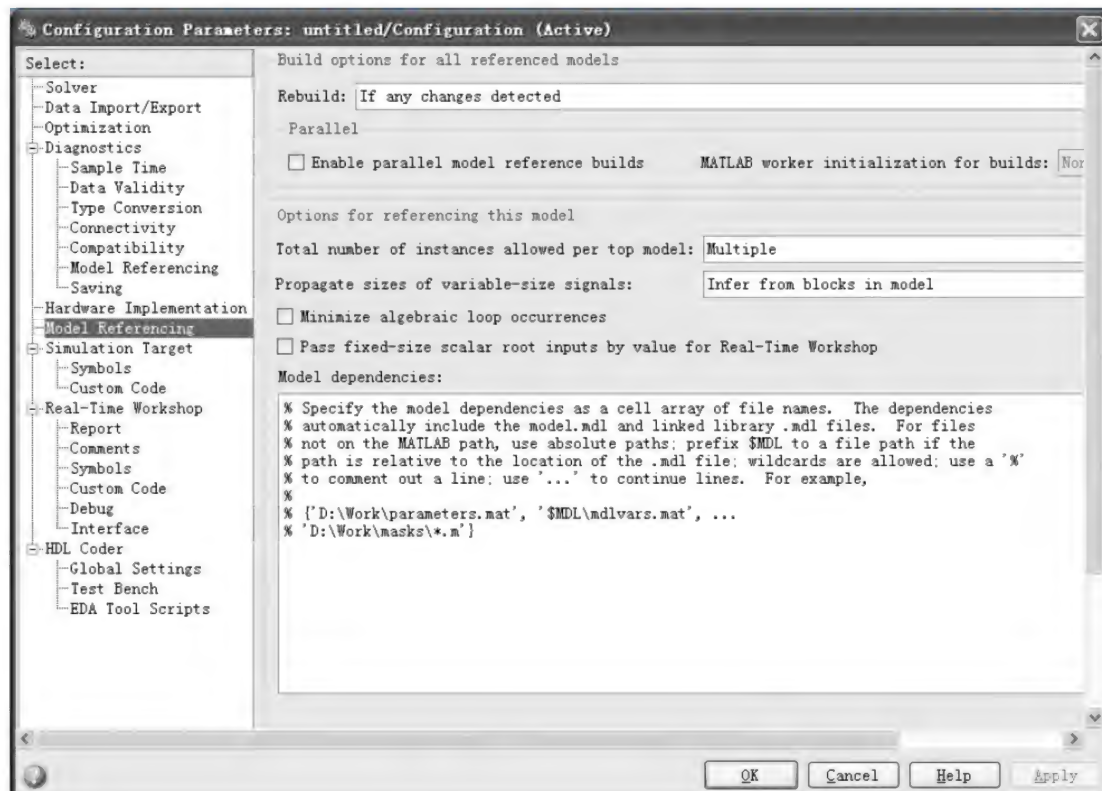 Configuration Parameters: untitled/Configuration (Active)
Select:
Solver
Data Import/Export
Optimization
Diagnostics
Sample Time
Data Validity
Type Conversion
Connectivity
Compatibility
Model Referencing
Saving
Hardware Implementation
Model Referencing
Simulation Target
Symbols
Custom Code
Real-Time Workshop
Report
Comments
Symbols
Custom Code
Debug
Interface
HDL Coder
Global Settings
Test Bench
EDA Tool Scripts
Build options for all referenced models
Rebuild: If any changes detected
Parallel
Enable parallel model reference builds MATLAB worker initialization for builds: Nor
Options for referencing this model
Total number of instances allowed per top model: Multiple
Propagate sizes of variable-size signals: Infer from blocks in model
Minimize algebraic loop occurrences
Pass fixed-size scalar root inputs by value for Real-Time Workshop
Model dependencies:
% Specify the model dependencies as a cell array of file names. The dependencies
% automatically include the model.mdl and linked library .mdl files. For files
% not on the MATLAB path, use absolute paths; prefix $MDL to a file path if the
% path is relative to the location of the .mdl file; wildcards are allowed; use a '%'
% to comment out a line; use '...' to continue lines. For example,
%
% {'D:\Work\parameters.mat', '$MDL\mdlvars.mat', ...
% 'D:\Work\masks\*.m'}
OK Cancel Help Apply